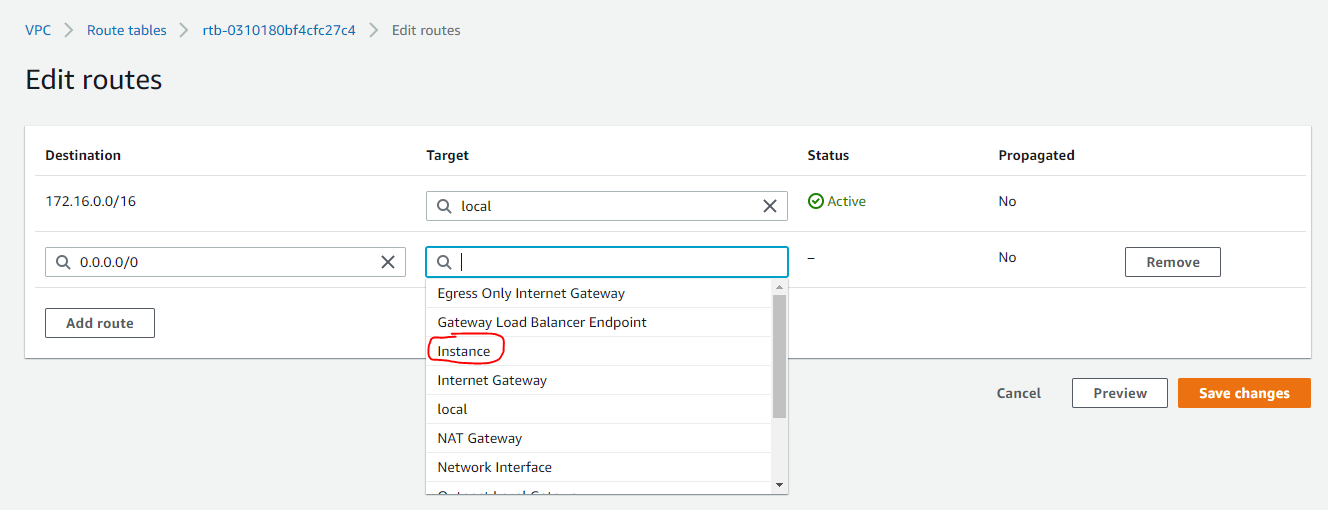 VPC > Route tables > rtb-0310180bf4cfc27c4 > Edit routes
Edit routes
Destination Target Status Propagated
172.16.0.0/16 local Active No
0.0.0.0/0 – No Remove
Egress Only Internet Gateway
Add route Gateway Load Balancer Endpoint
Instance
Internet Gateway
Cancel Preview Save changes
local
NAT Gateway
Network Interface